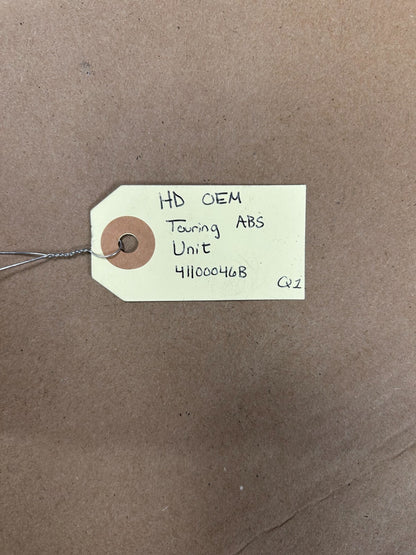 HD OEM
Touring ABS
Unit
41100046B
Q1